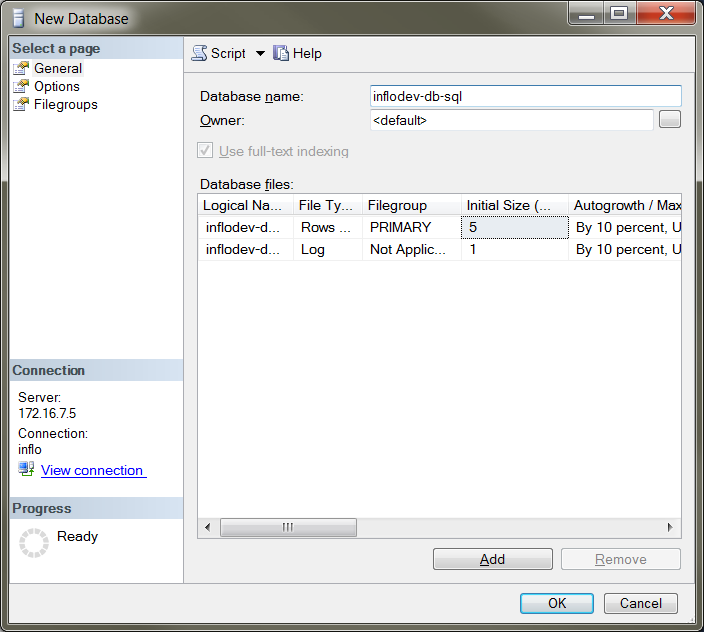 New Database
Select a page
General
Options
Filegroups
Script Help
Database name: inflodev-db-sql
Owner: <default>
Use full-text indexing
Database files:
Logical Na... File Ty... Filegroup Initial Size (... Autogrowth / Max
inflodev-d... Rows ... PRIMARY 5 By 10 percent, U
inflodev-d... Log Not Applic... 1 By 10 percent, U
Connection
Server:
172.16.7.5
Connection:
inflo
View connection
Progress
Ready
Add Remove
OK Cancel